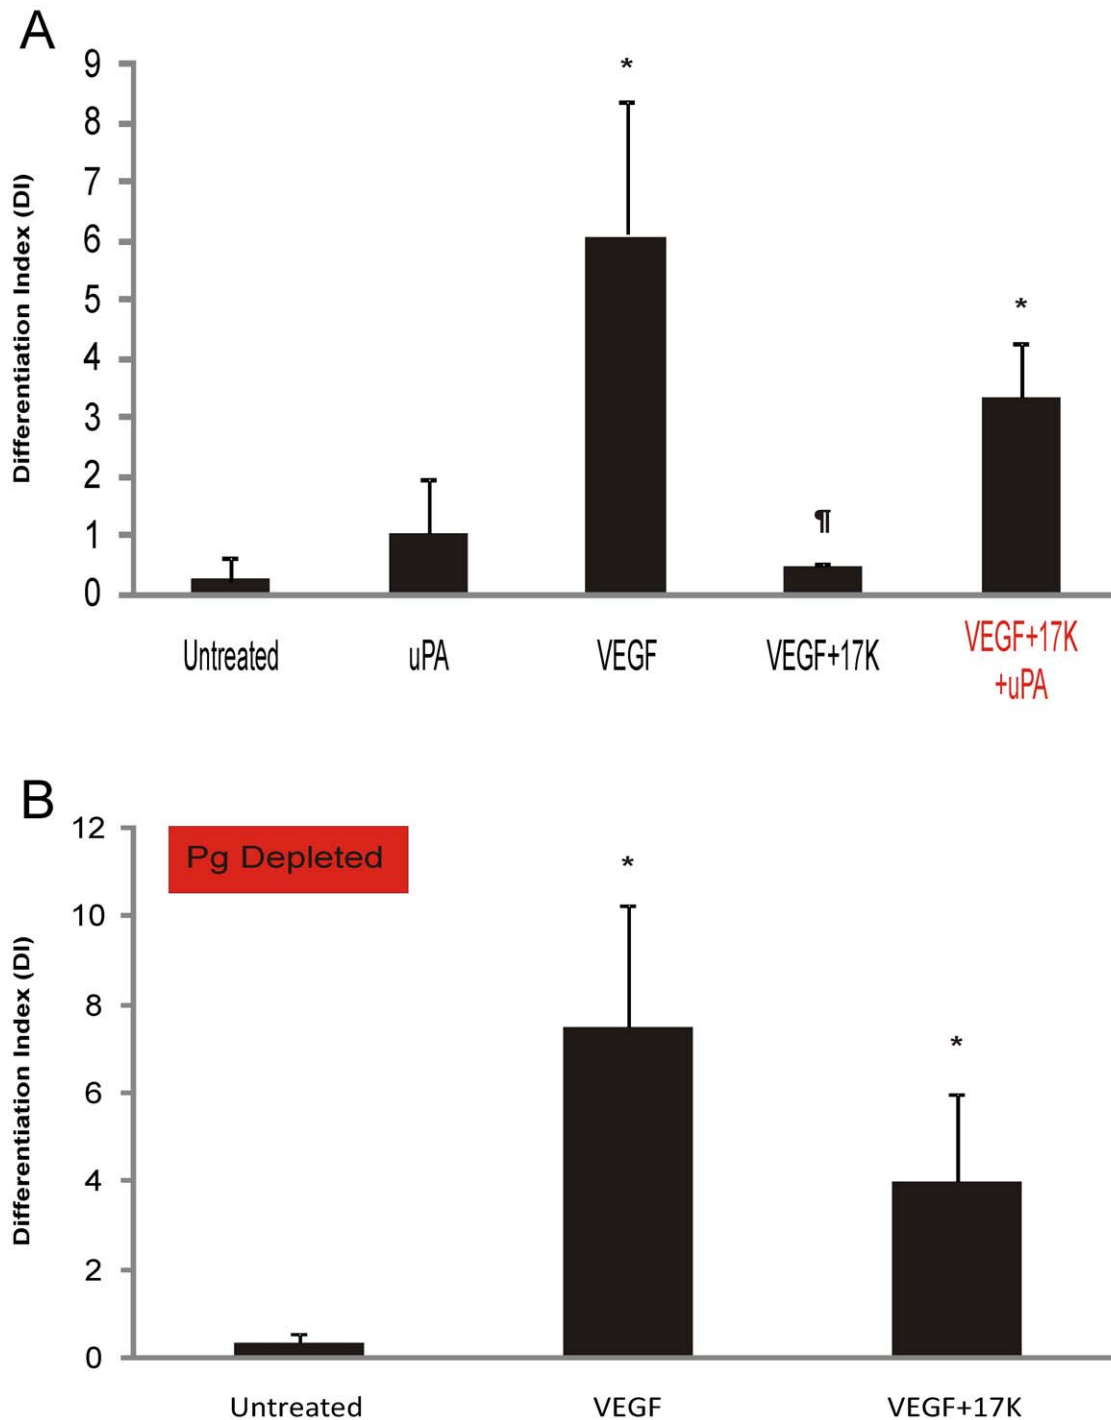 A
Differentiation Index (DI)
9
8
7
6
5
4
3
2
1
0
*
*
¶
Untreated
uPA
VEGF
VEGF+17K
VEGF+17K
+uPA
B
Differentiation Index (DI)
12
10
8
6
4
2
0
Pg Depleted
*
*
Untreated
VEGF
VEGF+17K